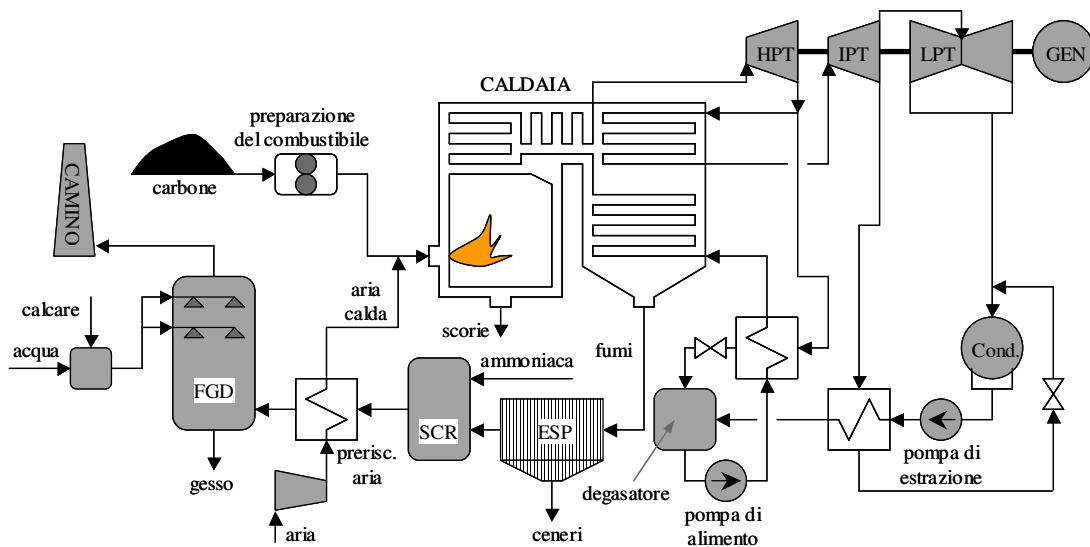 HPT
IPT
LPT
GEN
CALDAIA
preparazione
del combustibile
carbone
CAMINO
aria
calda
scorie
fumi
calcare
acqua
FGD
ammoniaca
SCR
ESP
Cond.
prerisc.
aria
gesso
aria
ceneri
degasatore
pompa di
alimento
pompa di
estrazione